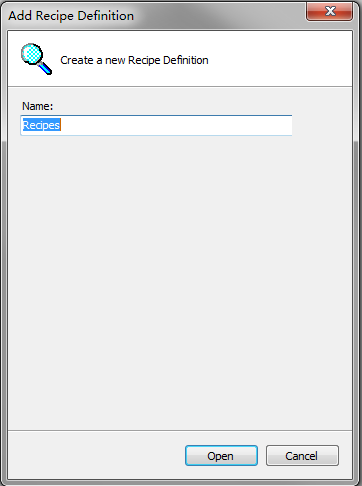 Add Recipe Definition
Create a new Recipe Definition
Name:
Recipes
Open
Cancel